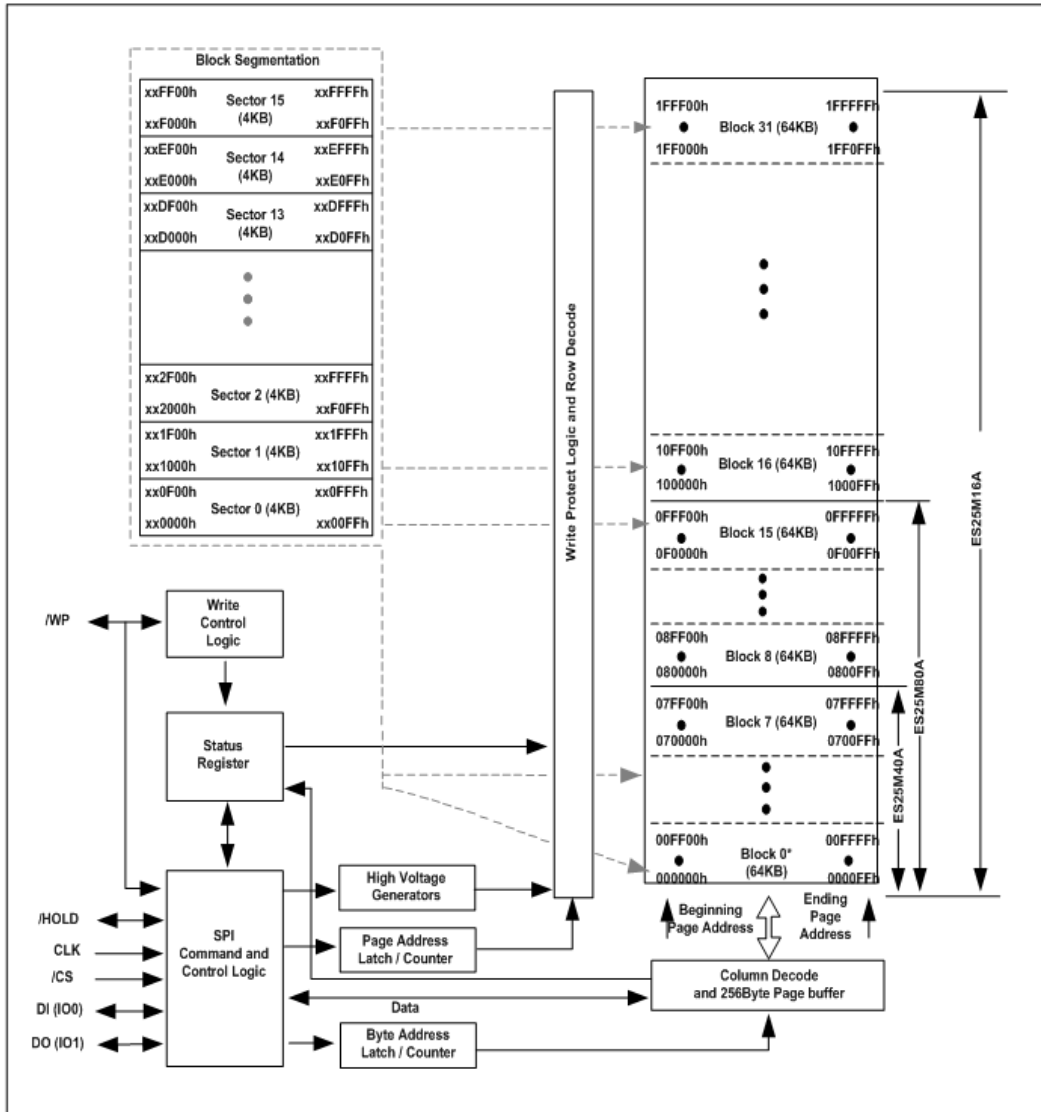 Block Segmentation
xxFF00h xxFFFFh
Sector 15
(4KB)
xxF000h xxF0FFh
xxEF00h xxEFFFh
Sector 14
(4KB)
xxE000h xxE0FFh
xxDF00h xxDFFFh
Sector 13
(4KB)
xxD000h xxD0FFh
xx2F00h xxFFFFh
Sector 2 (4KB)
xx2000h xxF0FFh
xx1F00h xx1FFFh
Sector 1 (4KB)
xx1000h xx10FFh
xx0F00h xx0FFFh
Sector 0 (4KB)
xx0000h xx00FFh
Write Protect Logic and Row Decode
1FFF00h 1FFFFFh
Block 31 (64KB)
1FF000h 1FF0FFh
10FF00h 10FFFFh
Block 16 (64KB)
100000h 1000FFh
0FFF00h 0FFFFFh
Block 15 (64KB)
0F0000h 0F00FFh
08FF00h 08FFFFh
Block 8 (64KB)
080000h 0800FFh
07FF00h 07FFFFh
Block 7 (64KB)
070000h 0700FFh
00FF00h 00FFFFh
Block 0*
(64KB)
000000h 0000FFh
ES25M40A
ES25M80A
ES25M16A
Beginning
Page Address
Ending
Page
Address
/WP
Write
Control
Logic
Status
Register
/HOLD
CLK
/CS
DI (IO0)
DO (IO1)
SPI
Command and
Control Logic
High Voltage
Generators
Page Address
Latch / Counter
Data
Byte Address
Latch / Counter
Column Decode
and 256Byte Page buffer